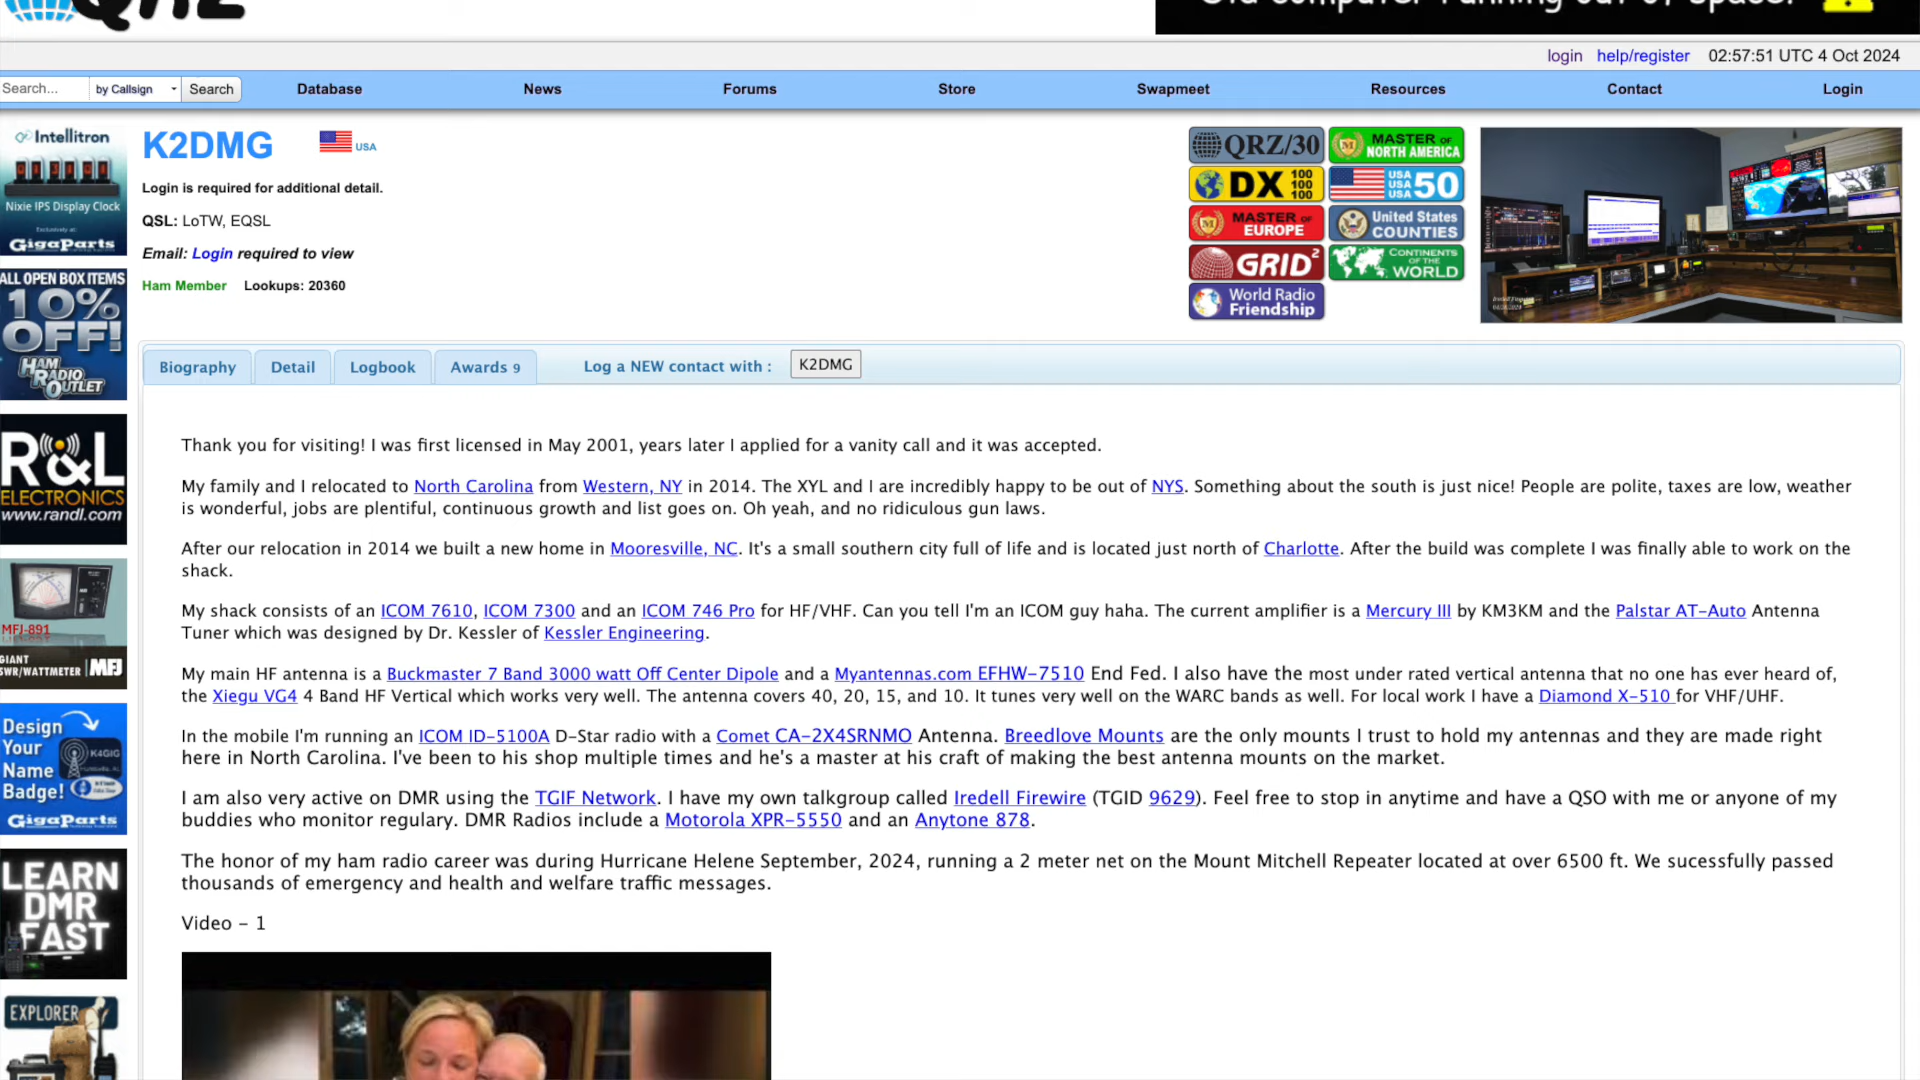 QRZ
Old computer running out of space?
login help/register 02:57:51 UTC 4 Oct 2024
Search... by Callsign Search Database News Forums Store Swapmeet Resources Contact Login
Intellitron
Nixie IPS Display Clock
Exclusively at:
GigaParts
ALL OPEN BOX ITEMS
10%
OFF!
HAM
RADIO
OUTLET
R&L
ELECTRONICS
www.randl.com
MFJ-891
GIANT
SWR/WATTMETER MFJ
Design
Your
Name
Badge!
K4GIG
GigaParts
LEARN
DMR
FAST
EXPLORER
K2DMG USA
Login is required for additional detail.
QSL: LoTW, EQSL
Email: Login required to view
Ham Member Lookups: 20360
QRZ/30 MASTER OF NORTH AMERICA
DX 100 100 100 USA USA USA 50
MASTER OF EUROPE United States COUNTIES
GRID² CONTINENTS OF THE WORLD
World Radio Friendship
Biography Detail Logbook Awards 9 Log a NEW contact with : K2DMG
Thank you for visiting! I was first licensed in May 2001, years later I applied for a vanity call and it was accepted.
My family and I relocated to North Carolina from Western, NY in 2014. The XYL and I are incredibly happy to be out of NYS. Something about the south is just nice! People are polite, taxes are low, weather
is wonderful, jobs are plentiful, continuous growth and list goes on. Oh yeah, and no ridiculous gun laws.
After our relocation in 2014 we built a new home in Mooresville, NC. It's a small southern city full of life and is located just north of Charlotte. After the build was complete I was finally able to work on the
shack.
My shack consists of an ICOM 7610, ICOM 7300 and an ICOM 746 Pro for HF/VHF. Can you tell I'm an ICOM guy haha. The current amplifier is a Mercury III by KM3KM and the Palstar AT-Auto Antenna
Tuner which was designed by Dr. Kessler of Kessler Engineering.
My main HF antenna is a Buckmaster 7 Band 3000 watt Off Center Dipole and a Myantennas.com EFHW-7510 End Fed. I also have the most under rated vertical antenna that no one has ever heard of,
the Xiegu VG4 4 Band HF Vertical which works very well. The antenna covers 40, 20, 15, and 10. It tunes very well on the WARC bands as well. For local work I have a Diamond X-510 for VHF/UHF.
In the mobile I'm running an ICOM ID-5100A D-Star radio with a Comet CA-2X4SRNMO Antenna. Breedlove Mounts are the only mounts I trust to hold my antennas and they are made right
here in North Carolina. I've been to his shop multiple times and he's a master at his craft of making the best antenna mounts on the market.
I am also very active on DMR using the TGIF Network. I have my own talkgroup called Iredell Firewire (TGID 9629). Feel free to stop in anytime and have a QSO with me or anyone of my
buddies who monitor regulary. DMR Radios include a Motorola XPR-5550 and an Anytone 878.
The honor of my ham radio career was during Hurricane Helene September, 2024, running a 2 meter net on the Mount Mitchell Repeater located at over 6500 ft. We sucessfully passed
thousands of emergency and health and welfare traffic messages.
Video - 1